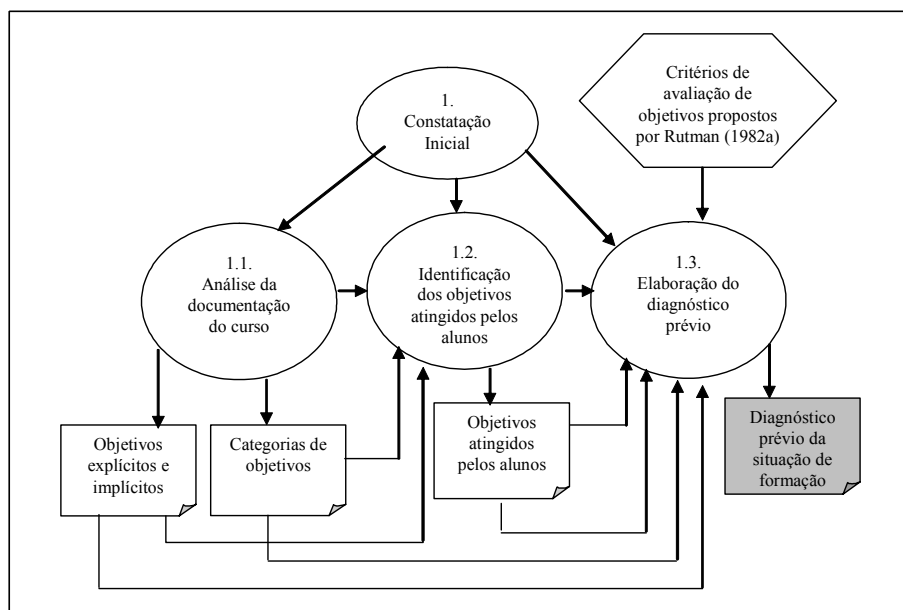 1.
Constatação
Inicial
Critérios de
avaliação de
objetivos propostos
por Rutman (1982a)
1.1.
Análise da
documentação
do curso
1.2.
Identificação
dos objetivos
atingidos pelos
alunos
1.3.
Elaboração do
diagnóstico
prévio
Objetivos
explícitos e
implícitos
Categorias de
objetivos
Objetivos
atingidos
pelos alunos
Diagnóstico
prévio da
situação de
formação